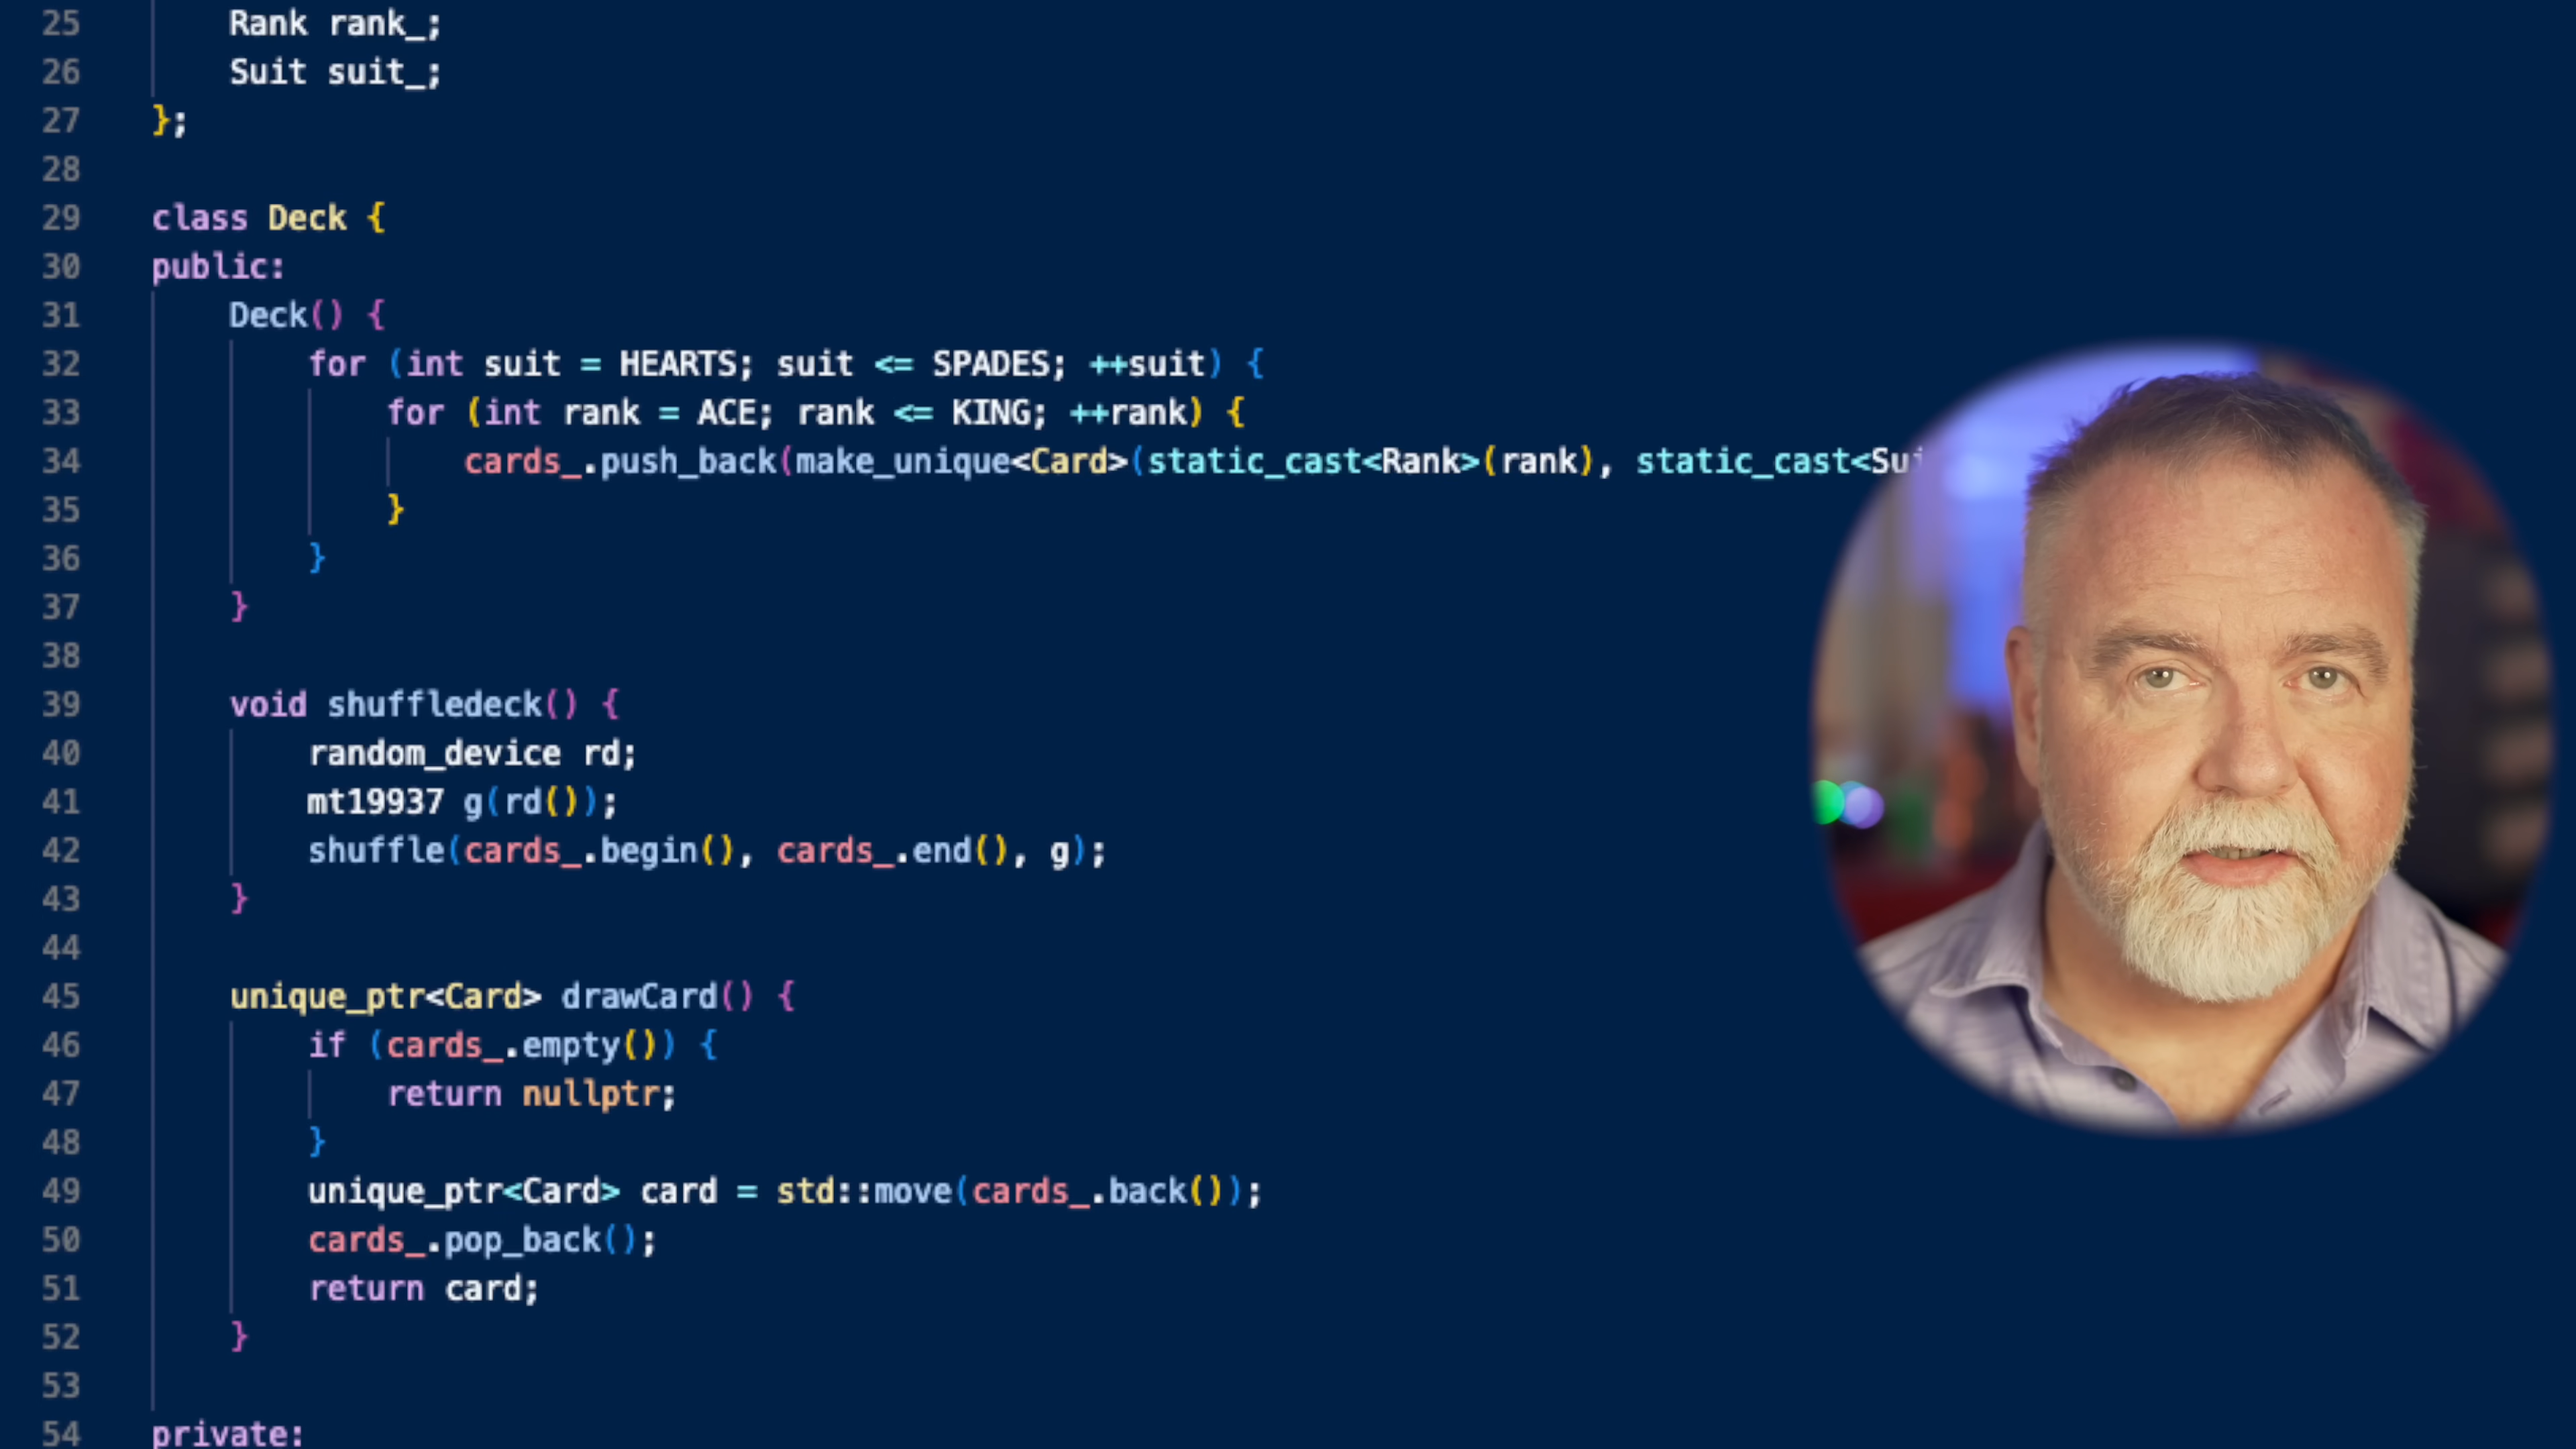 25 Rank rank_;
26 Suit suit_;
27 };
28
29 class Deck {
30 public:
31 Deck() {
32 for (int suit = HEARTS; suit <= SPADES; ++suit) {
33 for (int rank = ACE; rank <= KING; ++rank) {
34 cards_.push_back(make_unique<Card>(static_cast<Rank>(rank), static_cast<Sui
35 }
36 }
37 }
38
39 void shuffledeck() {
40 random_device rd;
41 mt19937 g(rd());
42 shuffle(cards_.begin(), cards_.end(), g);
43 }
44
45 unique_ptr<Card> drawCard() {
46 if (cards_.empty()) {
47 return nullptr;
48 }
49 unique_ptr<Card> card = std::move(cards_.back());
50 cards_.pop_back();
51 return card;
52 }
53
54 private: